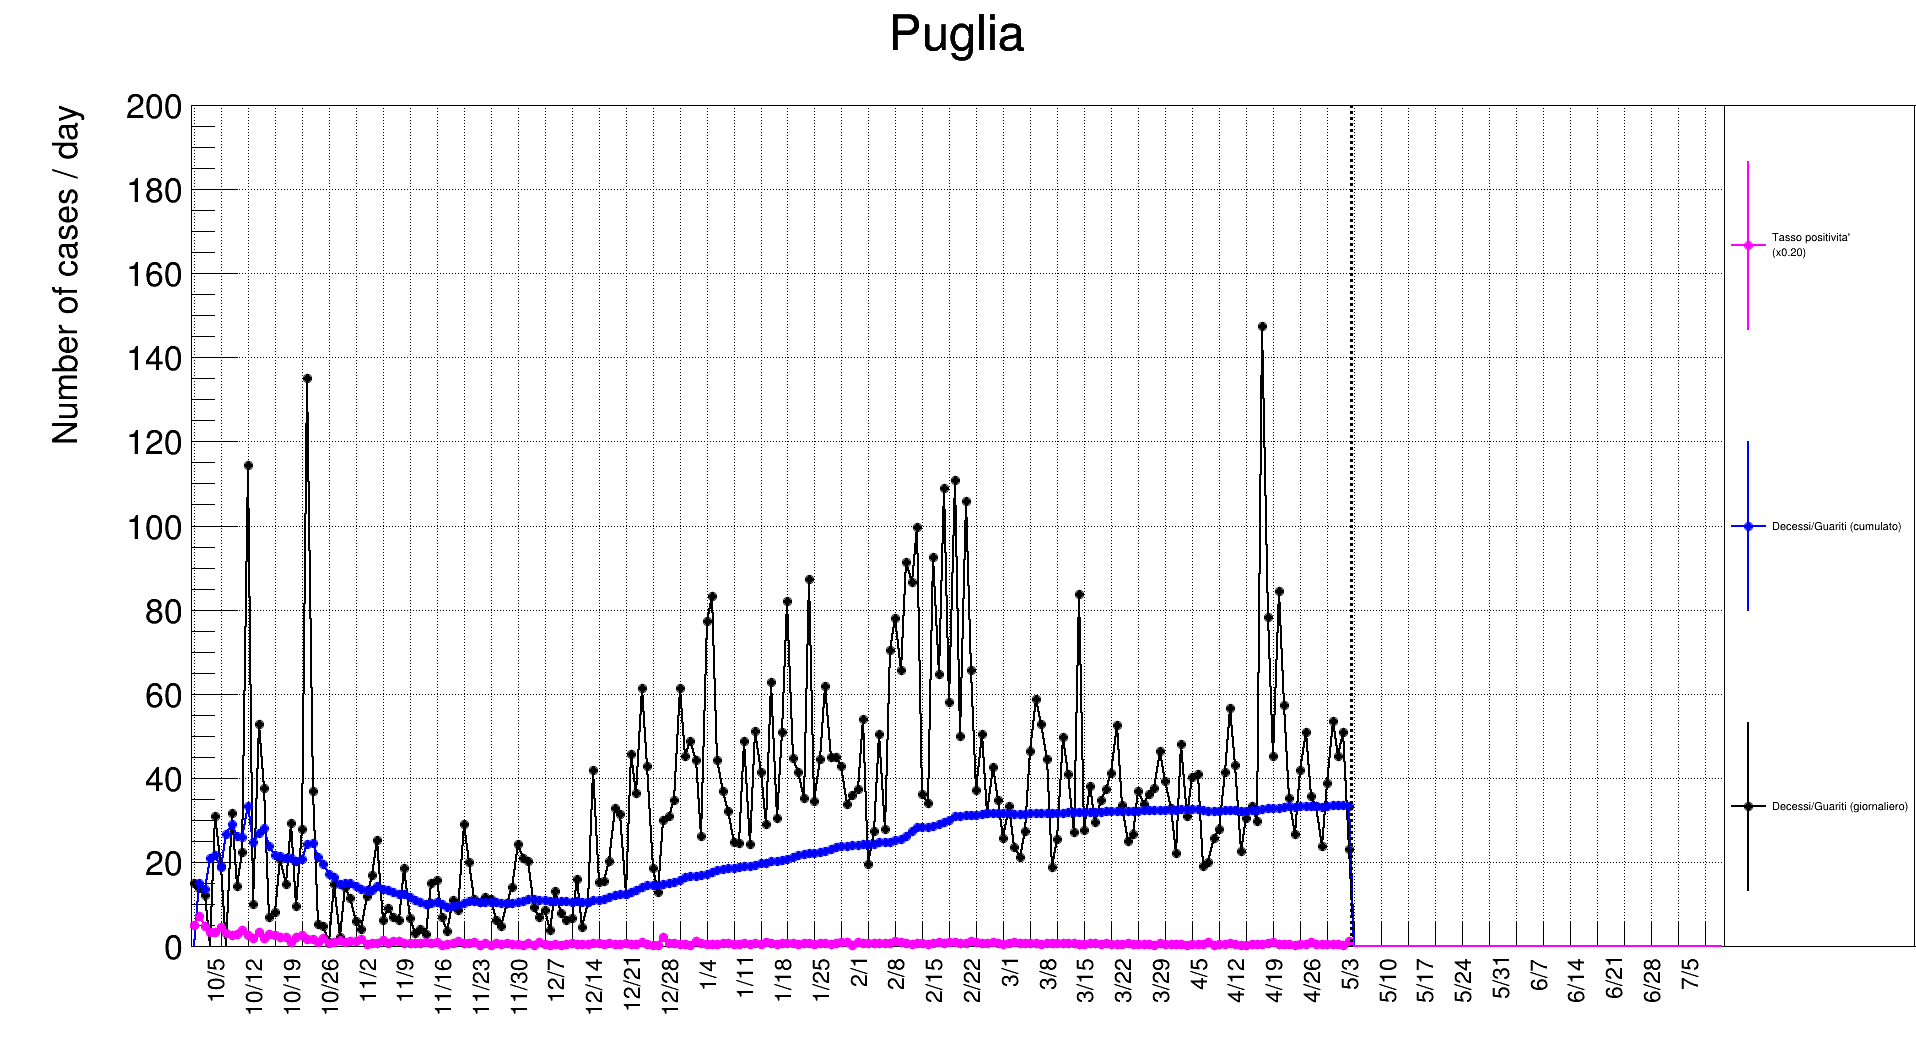 Puglia
Number of cases / day
200
180
160
140
120
100
80
60
40
20
0
10/5 10/12 10/19 10/26 11/2 11/9 11/16 11/23 11/30 12/7 12/14 12/21 12/28 1/4 1/11 1/18 1/25 2/1 2/8 2/15 2/22 3/1 3/8 3/15 3/22 3/29 4/5 4/12 4/19 4/26 5/3 5/10 5/17 5/24 5/31 6/7 6/14 6/21 6/28 7/5
Tasso positivita'
(x0.20)
Decessi/Guariti (cumulato)
Decessi/Guariti (giornaliero)